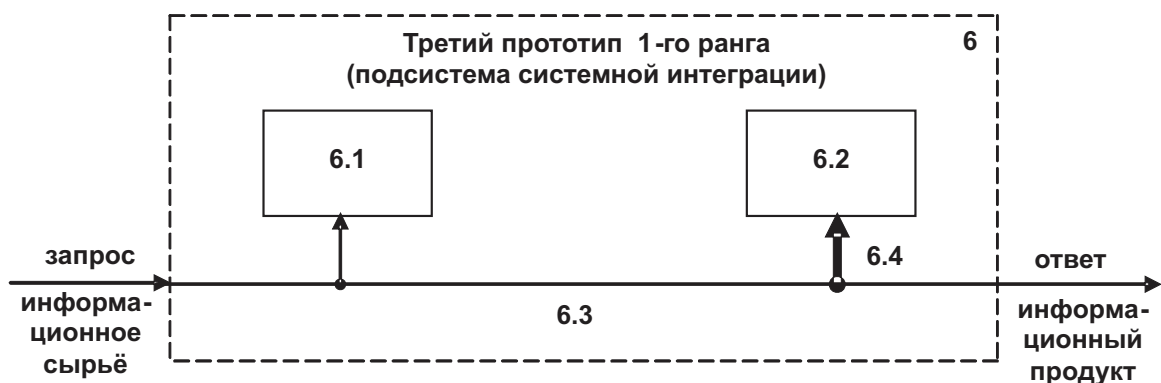 Третий прототип 1-го ранга
6
(подсистема системной интеграции)
6.1
6.2
запрос
6.4
ответ
информа-
ционное
сырьё
6.3
информа-
ционный
продукт